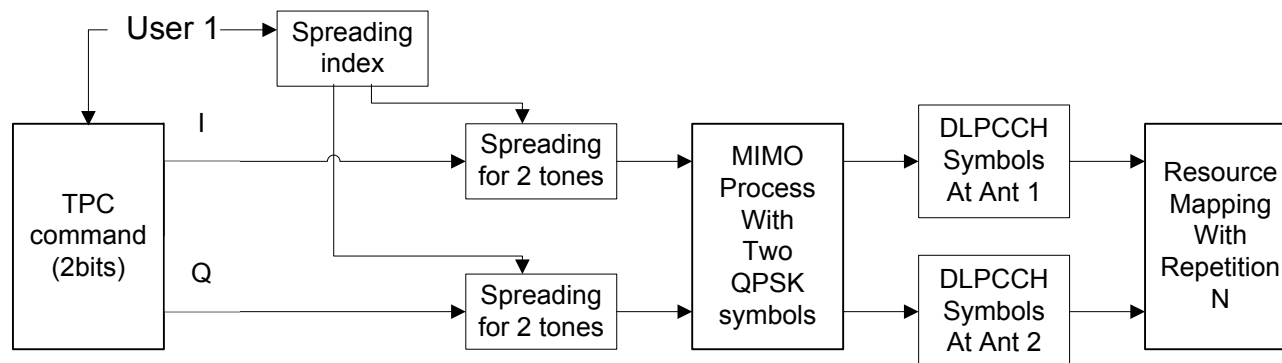 User 1
Spreading
index
I
Q
TPC
command
(2bits)
Spreading
for 2 tones
Spreading
for 2 tones
MIMO
Process
With
Two
QPSK
symbols
DLPCCH
Symbols
At Ant 1
DLPCCH
Symbols
At Ant 2
Resource
Mapping
With
Repetition
N